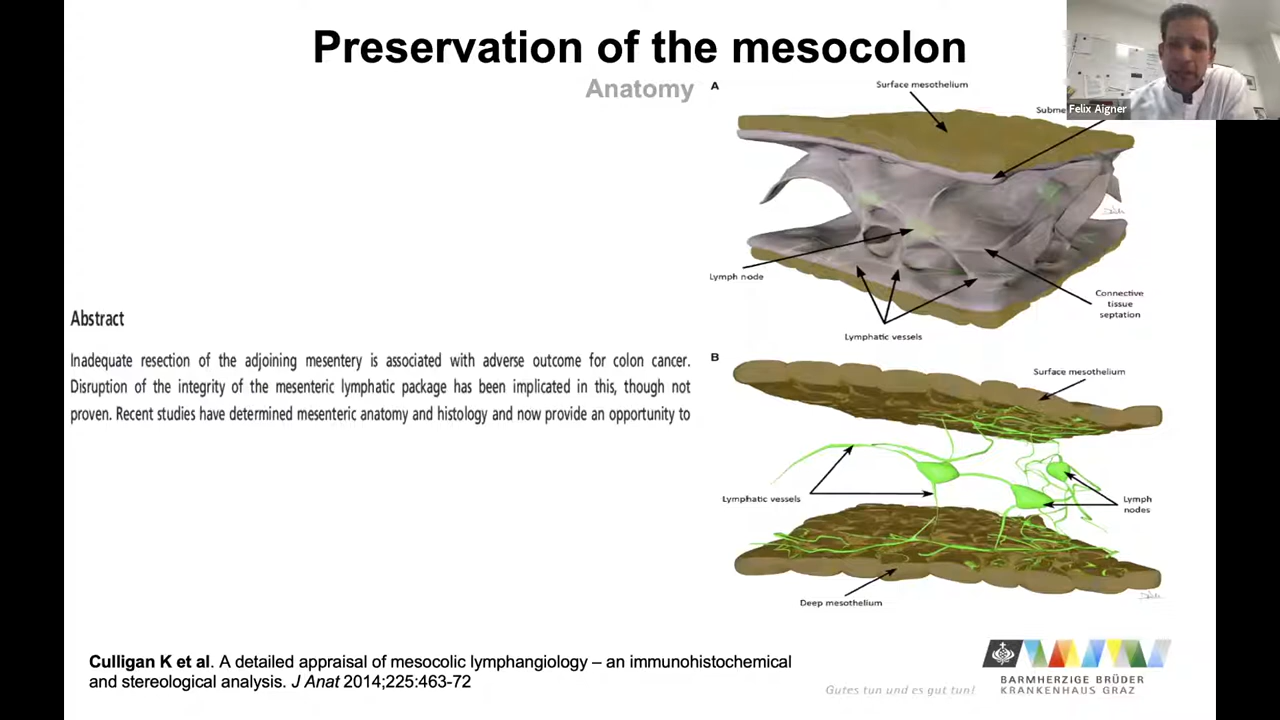 Preservation of the mesocolon
Anatomy
Felix Aigner
A
Surface mesothelium
Lymph node
Lymphatic vessels
Connective
tissue
septation
Abstract
Inadequate resection of the adjoining mesentery is associated with adverse outcome for colon cancer.
Disruption of the integrity of the mesenteric lymphatic package has been implicated in this, though not
proven. Recent studies have determined mesenteric anatomy and histology and now provide an opportunity to
B
Surface mesothelium
Lymphatic vessels
Lymph
nodes
Deep mesothelium
Culligan K et al. A detailed appraisal of mesocolic lymphangiology – an immunohistochemical
and stereological analysis. J Anat 2014;225:463-72
Gutes tun und es gut tun!
BARMHERZIGE BRÜDER
KRANKENHAUS GRAZ